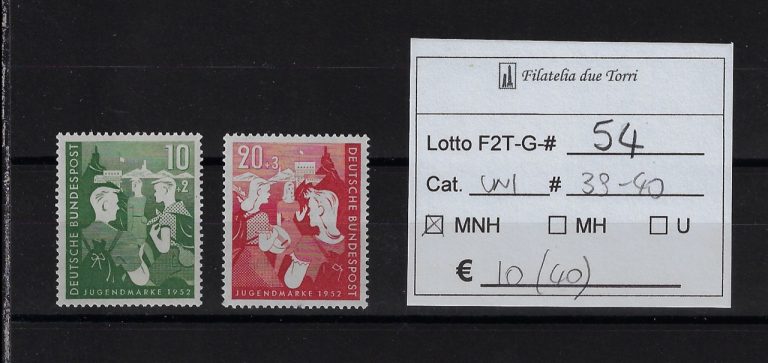 10
+2
DEUTSCHE BUNDESPOST
JUGENDMARKE 1952
20+3
DEUTSCHE BUNDESPOST
JUGENDMARKE 1952
Filatelia due Torri
Lotto F2T-G-# 54
Cat. UNI # 39-40
☒ MNH ☐ MH ☐ U
€ 10 (40)